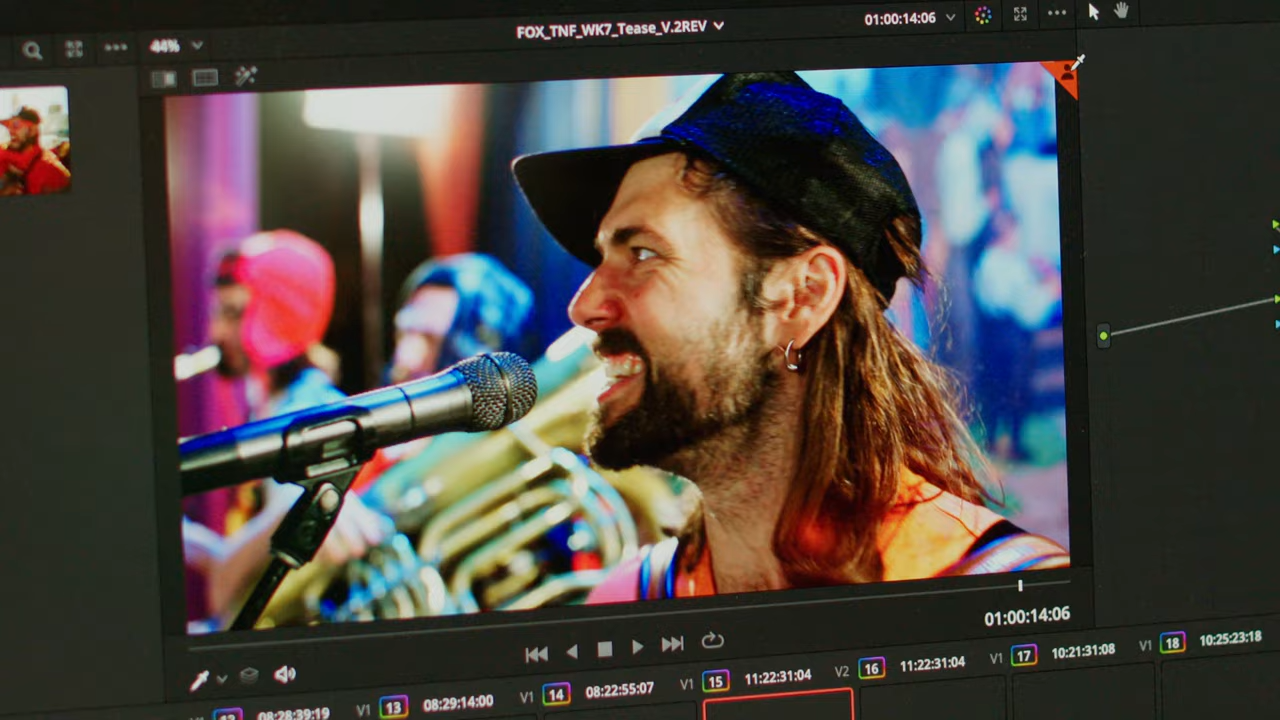 FOX_TNF_WK7_Tease_V.2REV
01:00:14:06
44%
01:00:14:06
08:28:39:19
V1 13 08:29:14:00
V1 14 08:22:55:07
V1 15 11:22:31:04
V2 16 11:22:31:04
V1 17 10:21:31:08
V1 18 10:25:23:18